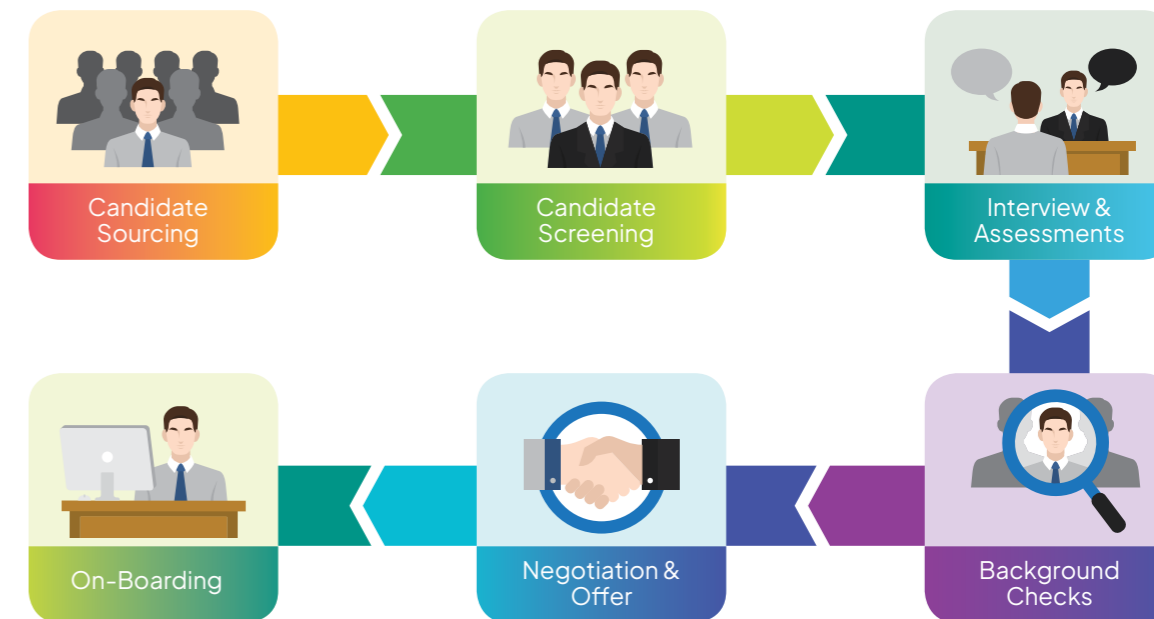 Candidate
Sourcing
Candidate
Screening
Interview &
Assessments
On-Boarding
Negotiation &
Offer
Background
Checks